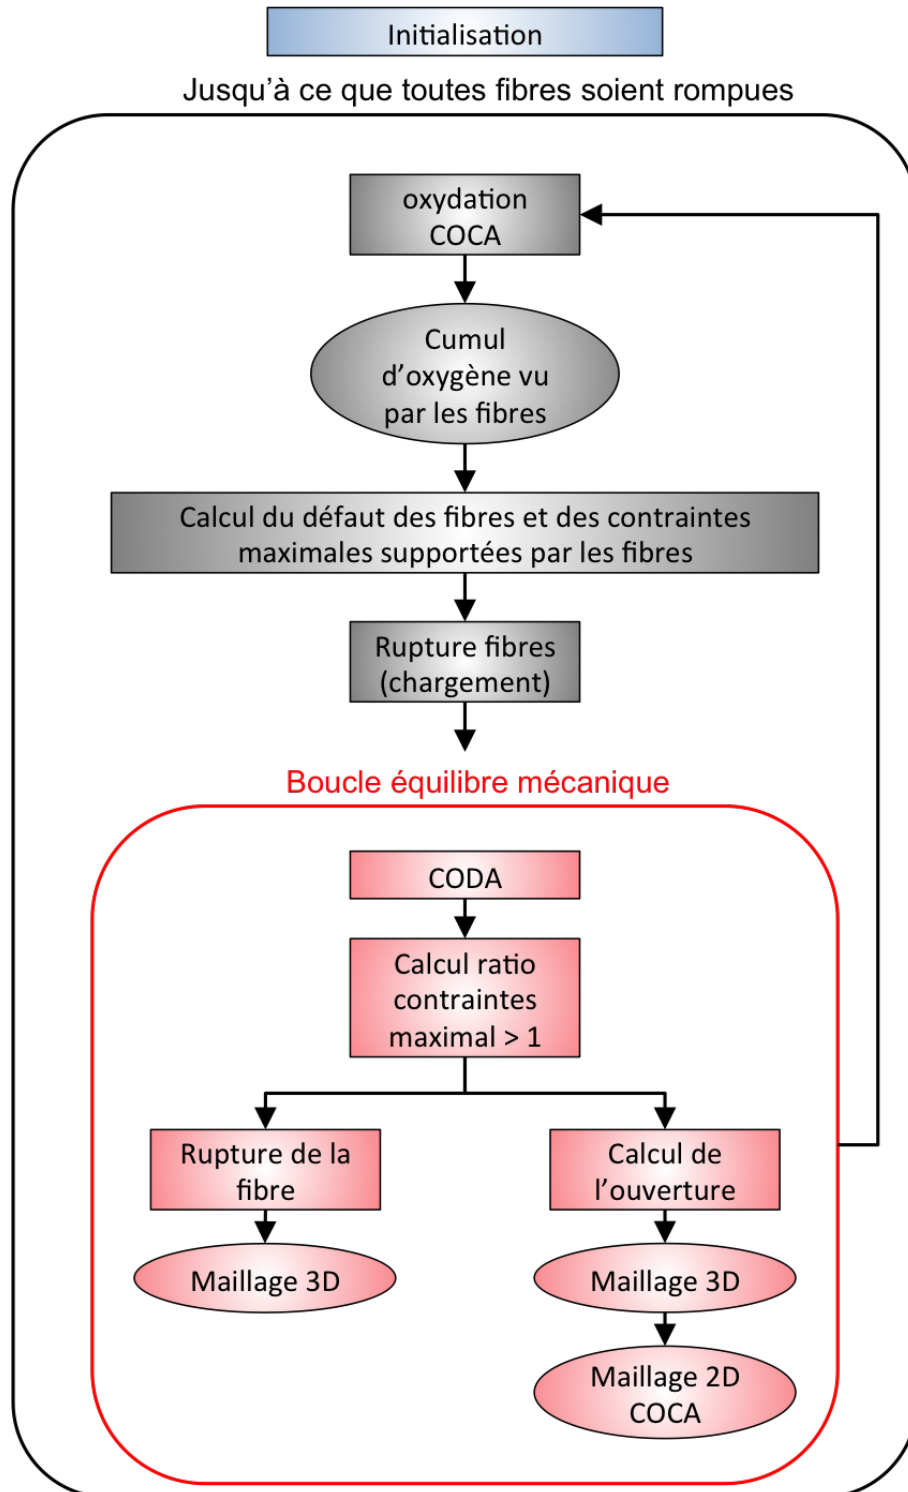 Initialisation
Jusqu'à ce que toutes fibres soient rompues
oxydation
COCA
Cumul
d'oxygène vu
par les fibres
Calcul du défaut des fibres et des contraintes
maximales supportées par les fibres
Rupture fibres
(chargement)
Boucle équilibre mécanique
CODA
Calcul ratio
contraintes
maximal > 1
Rupture de la
fibre
Maillage 3D
Calcul de
l'ouverture
Maillage 3D
Maillage 2D
COCA